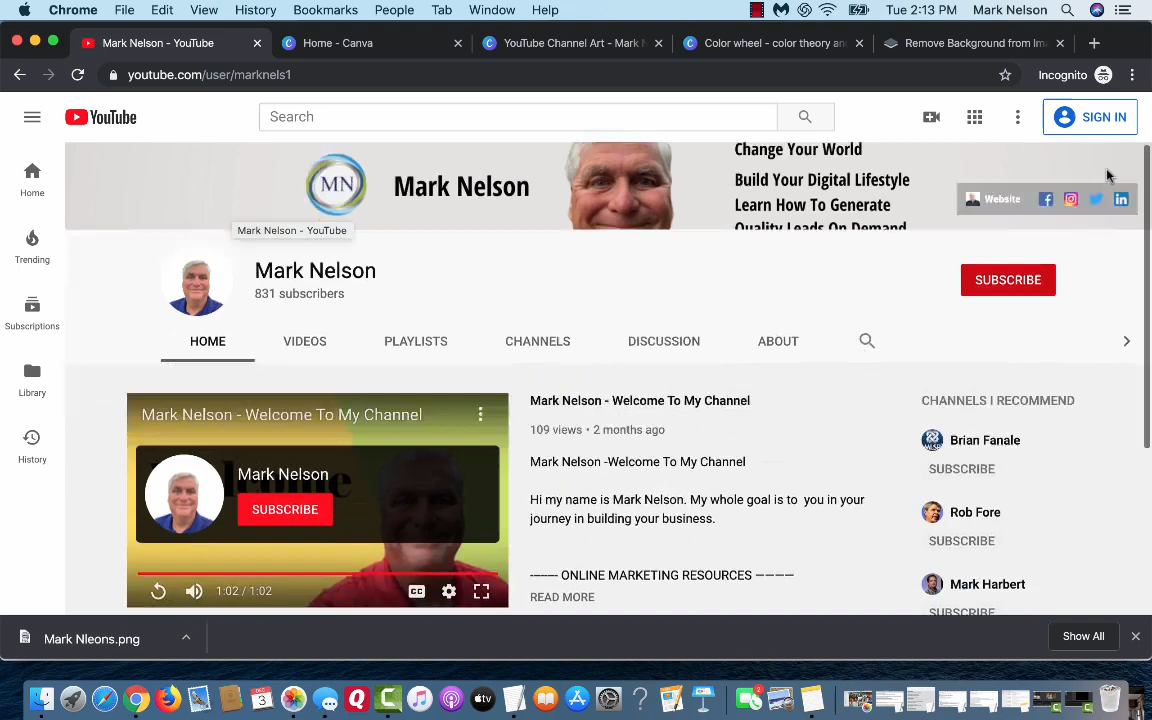 Chrome File Edit View History Bookmarks People Tab Window Help Tue 2:13 PM Mark Nelson
Mark Nelson - YouTube Home - Canva YouTube Channel Art - Mark N Color wheel - color theory an Remove Background from Im
youtube.com/user/marknels1 Incognito
YouTube Search SIGN IN
Home
Trending
Subscriptions
Library
History
MN Mark Nelson
Change Your World
Build Your Digital Lifestyle
Learn How To Generate
Quality Leads On Demand
Website
Mark Nelson - YouTube
Mark Nelson
831 subscribers
SUBSCRIBE
HOME VIDEOS PLAYLISTS CHANNELS DISCUSSION ABOUT
Mark Nelson - Welcome To My Channel
Mark Nelson
SUBSCRIBE
1:02 / 1:02 CC
Mark Nelson - Welcome To My Channel
109 views • 2 months ago
Mark Nelson -Welcome To My Channel
Hi my name is Mark Nelson. My whole goal is to  you in your
journey in building your business.
------- ONLINE MARKETING RESOURCES ————
READ MORE
CHANNELS I RECOMMEND
Brian Fanale
SUBSCRIBE
Rob Fore
SUBSCRIBE
Mark Harbert
SUBSCRIBE
Mark Nleons.png
Show All
DEC
3
tv
2